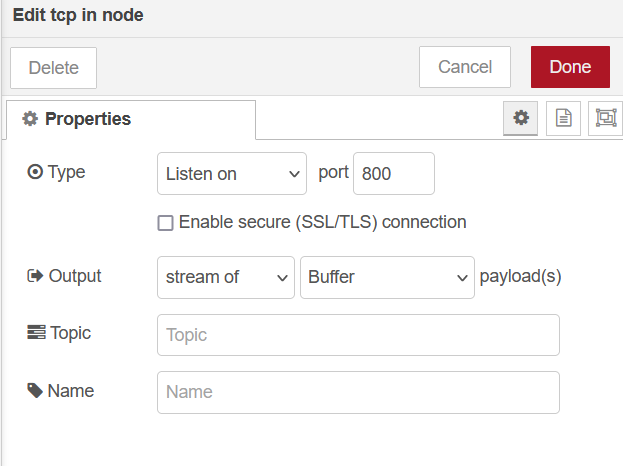 Edit tcp in node
Delete
Cancel
Done
Properties
Type
Listen on
port
800
Enable secure (SSL/TLS) connection
Output
stream of
Buffer
payload(s)
Topic
Topic
Name
Name